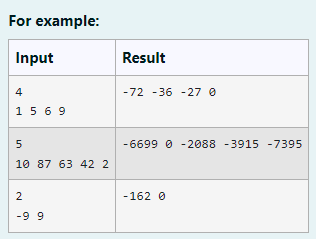 For example:
Input Result
4 -72 -36 -27 0
1 5 6 9
5 -6699 0 -2088 -3915 -7395
10 87 63 42 2
2 -162 0
-9 9